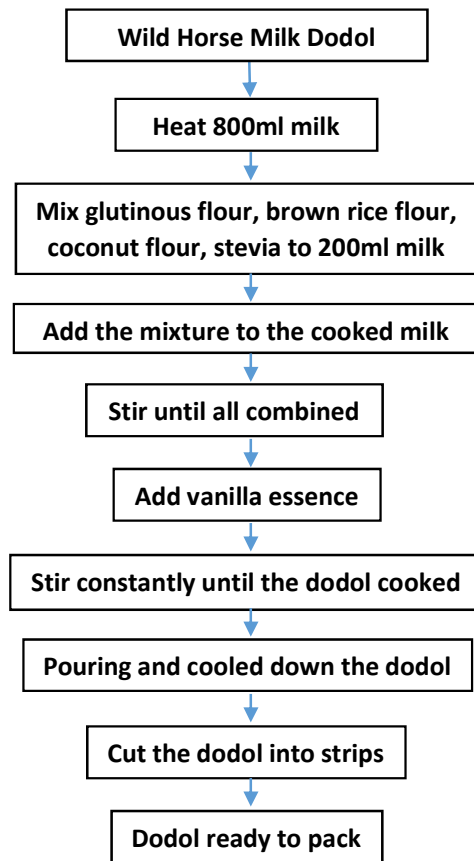 Wild Horse Milk Dodol
Heat 800ml milk
Mix glutinous flour, brown rice flour,
coconut flour, stevia to 200ml milk
Add the mixture to the cooked milk
Stir until all combined
Add vanilla essence
Stir constantly until the dodol cooked
Pouring and cooled down the dodol
Cut the dodol into strips
Dodol ready to pack